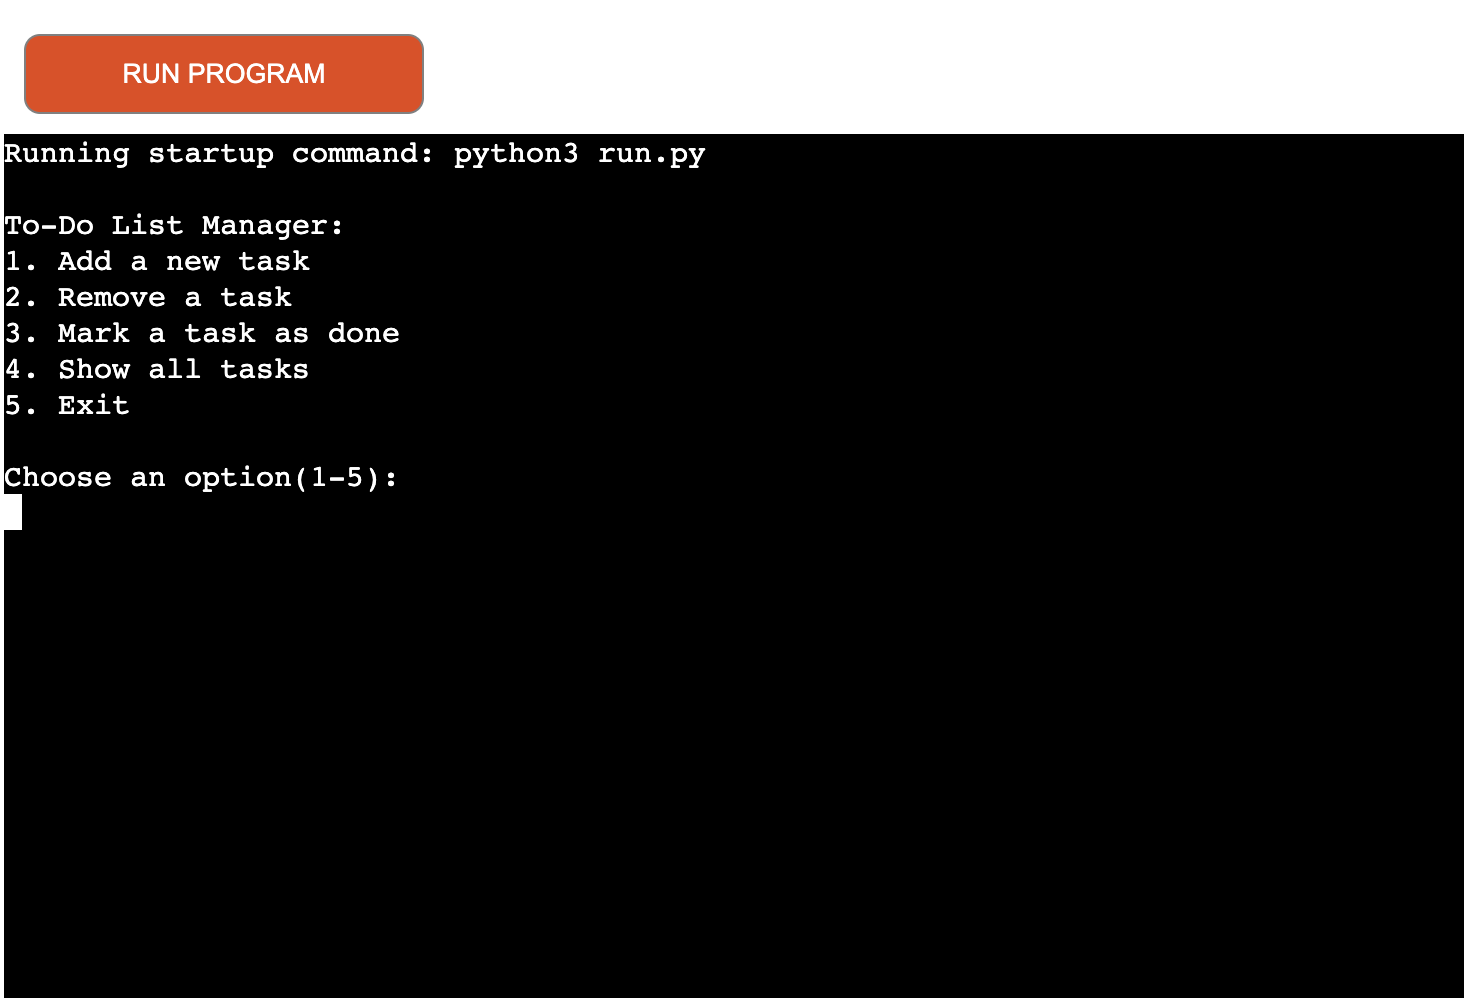 RUN PROGRAM
Running startup command: python3 run.py
To-Do List Manager:
1. Add a new task
2. Remove a task
3. Mark a task as done
4. Show all tasks
5. Exit
Choose an option(1-5):